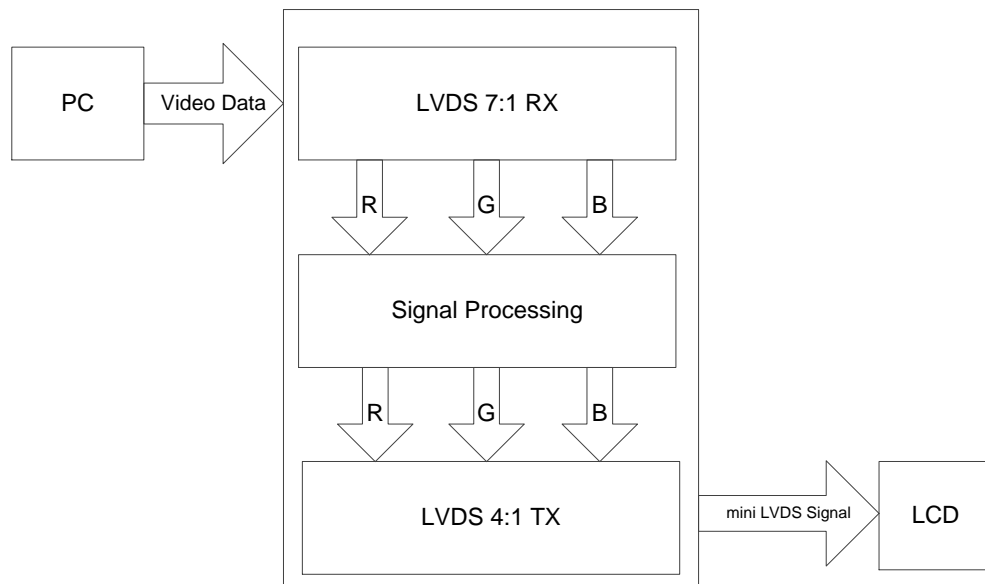 PC
Video Data
LVDS 7:1 RX
R
G
B
Signal Processing
R
G
B
LVDS 4:1 TX
mini LVDS Signal
LCD